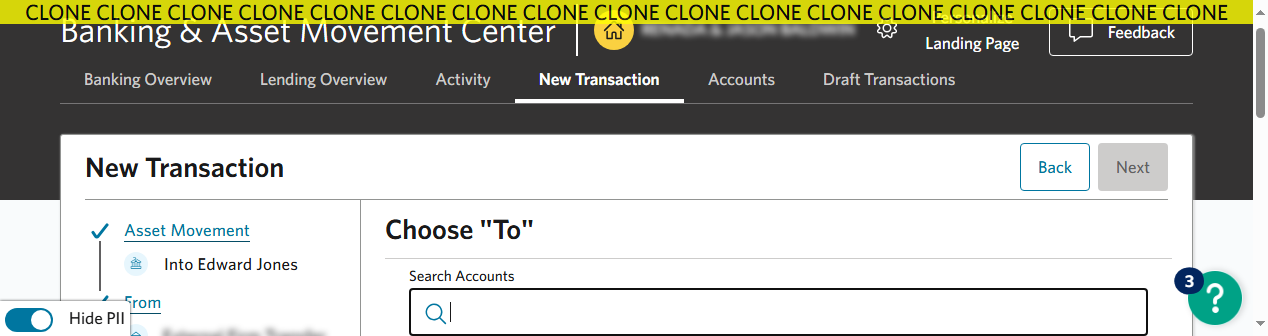 CLONE CLONE CLONE CLONE CLONE CLONE CLONE CLONE CLONE CLONE CLONE CLONE CLONE CLONE CLONE CLONE CLONE
Banking & Asset Movement Center
Landing Page
Feedback
Banking Overview
Lending Overview
Activity
New Transaction
Accounts
Draft Transactions
New Transaction
Back
Next
Asset Movement
Into Edward Jones
From
Choose "To"
Search Accounts
3
?
Hide PII